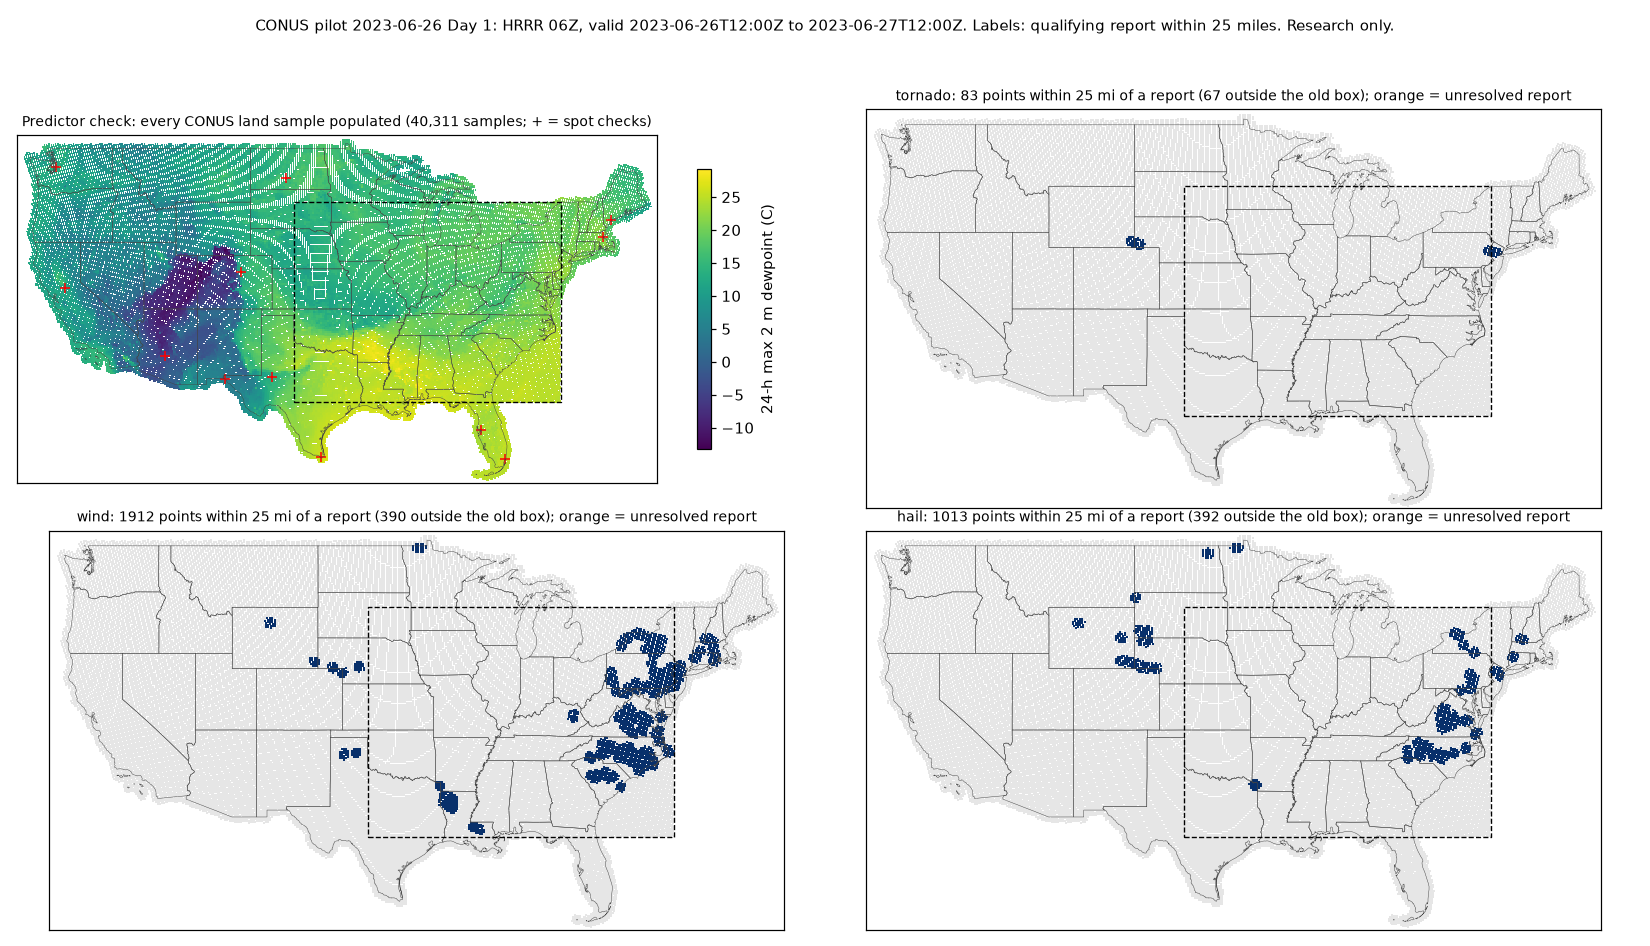 CONUS pilot 2023-06-26 Day 1: HRRR 06Z, valid 2023-06-26T12:00Z to 2023-06-27T12:00Z. Labels: qualifying report within 25 miles. Research only.
Predictor check: every CONUS land sample populated (40,311 samples; + = spot checks)
25
20
15
10
5
0
−5
−10
24-h max 2 m dewpoint (C)
tornado: 83 points within 25 mi of a report (67 outside the old box); orange = unresolved report
wind: 1912 points within 25 mi of a report (390 outside the old box); orange = unresolved report
hail: 1013 points within 25 mi of a report (392 outside the old box); orange = unresolved report